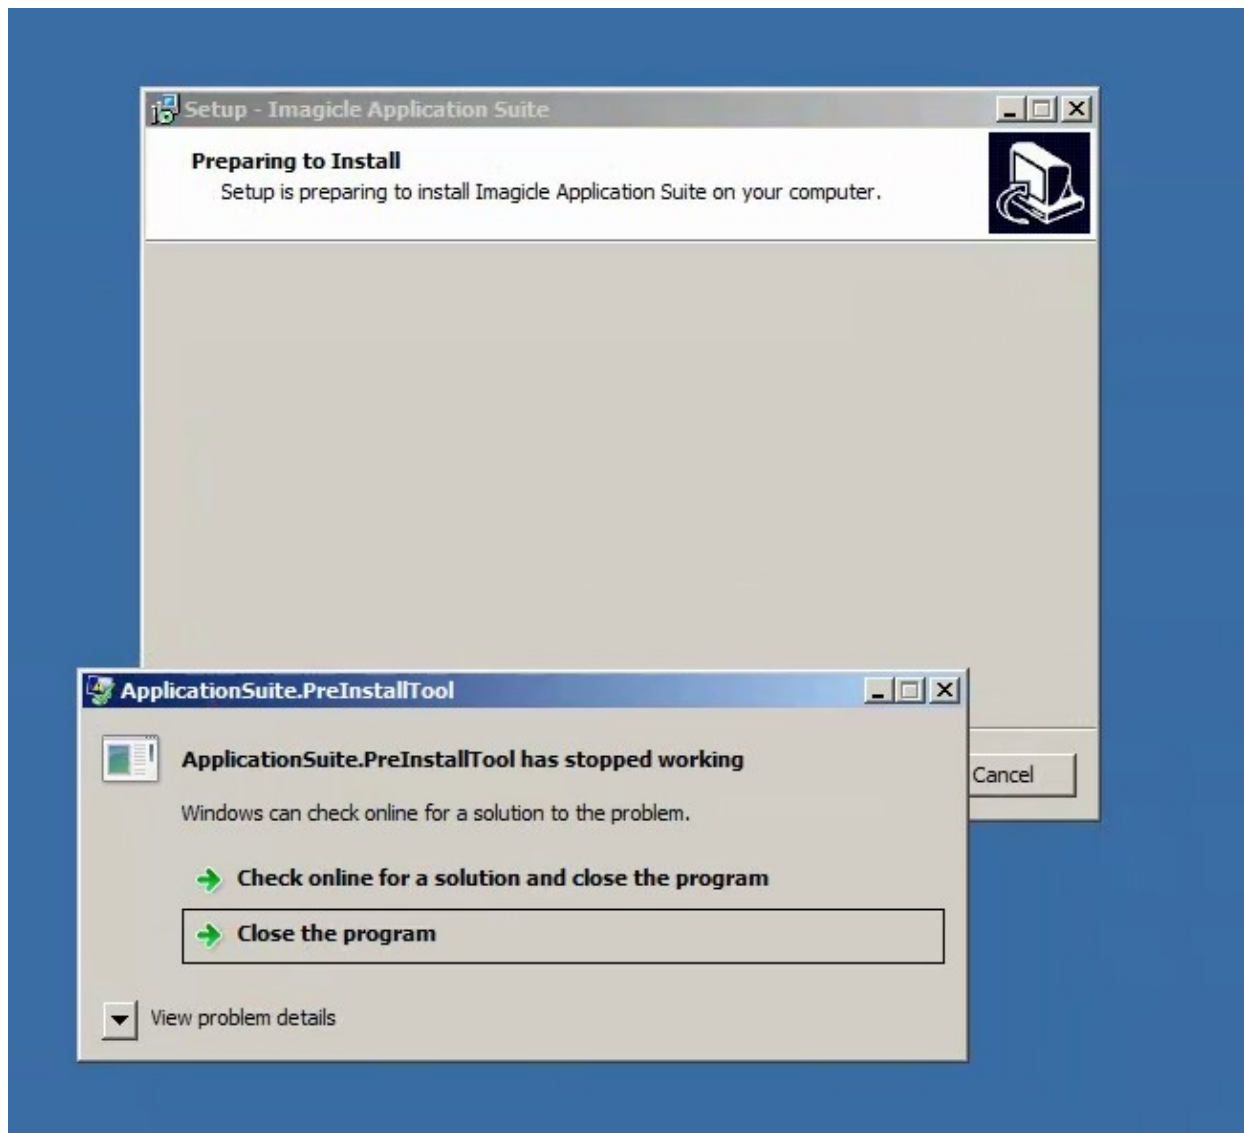 Setup - Imagicle Application Suite
Preparing to Install
Setup is preparing to install Imagicle Application Suite on your computer.
Cancel
ApplicationSuite.PreInstallTool
ApplicationSuite.PreInstallTool has stopped working
Windows can check online for a solution to the problem.
Check online for a solution and close the program
Close the program
View problem details